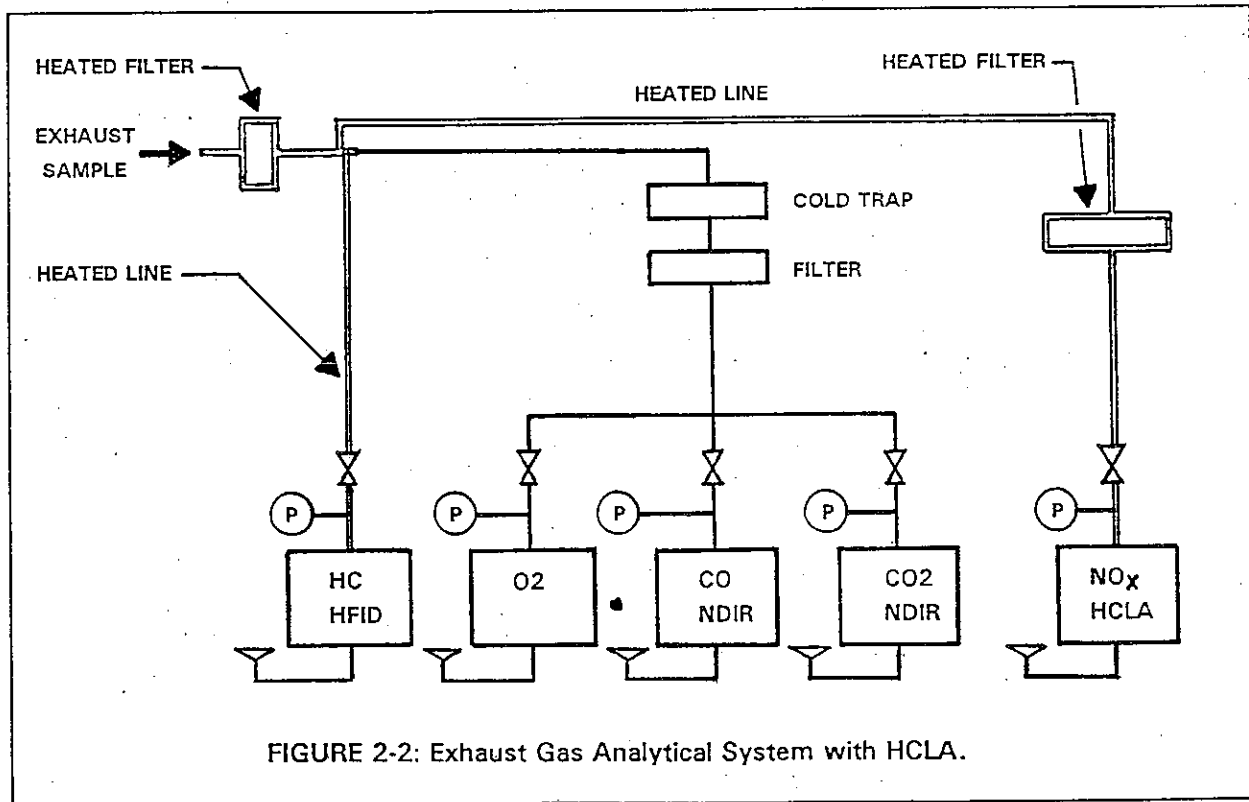 HEATED FILTER
HEATED FILTER
HEATED LINE
EXHAUST
SAMPLE
COLD TRAP
FILTER
HEATED LINE
P
P
P
P
P
HC
HFID
O2
CO
NDIR
CO2
NDIR
NOx
HCLA
FIGURE 2-2: Exhaust Gas Analytical System with HCLA.